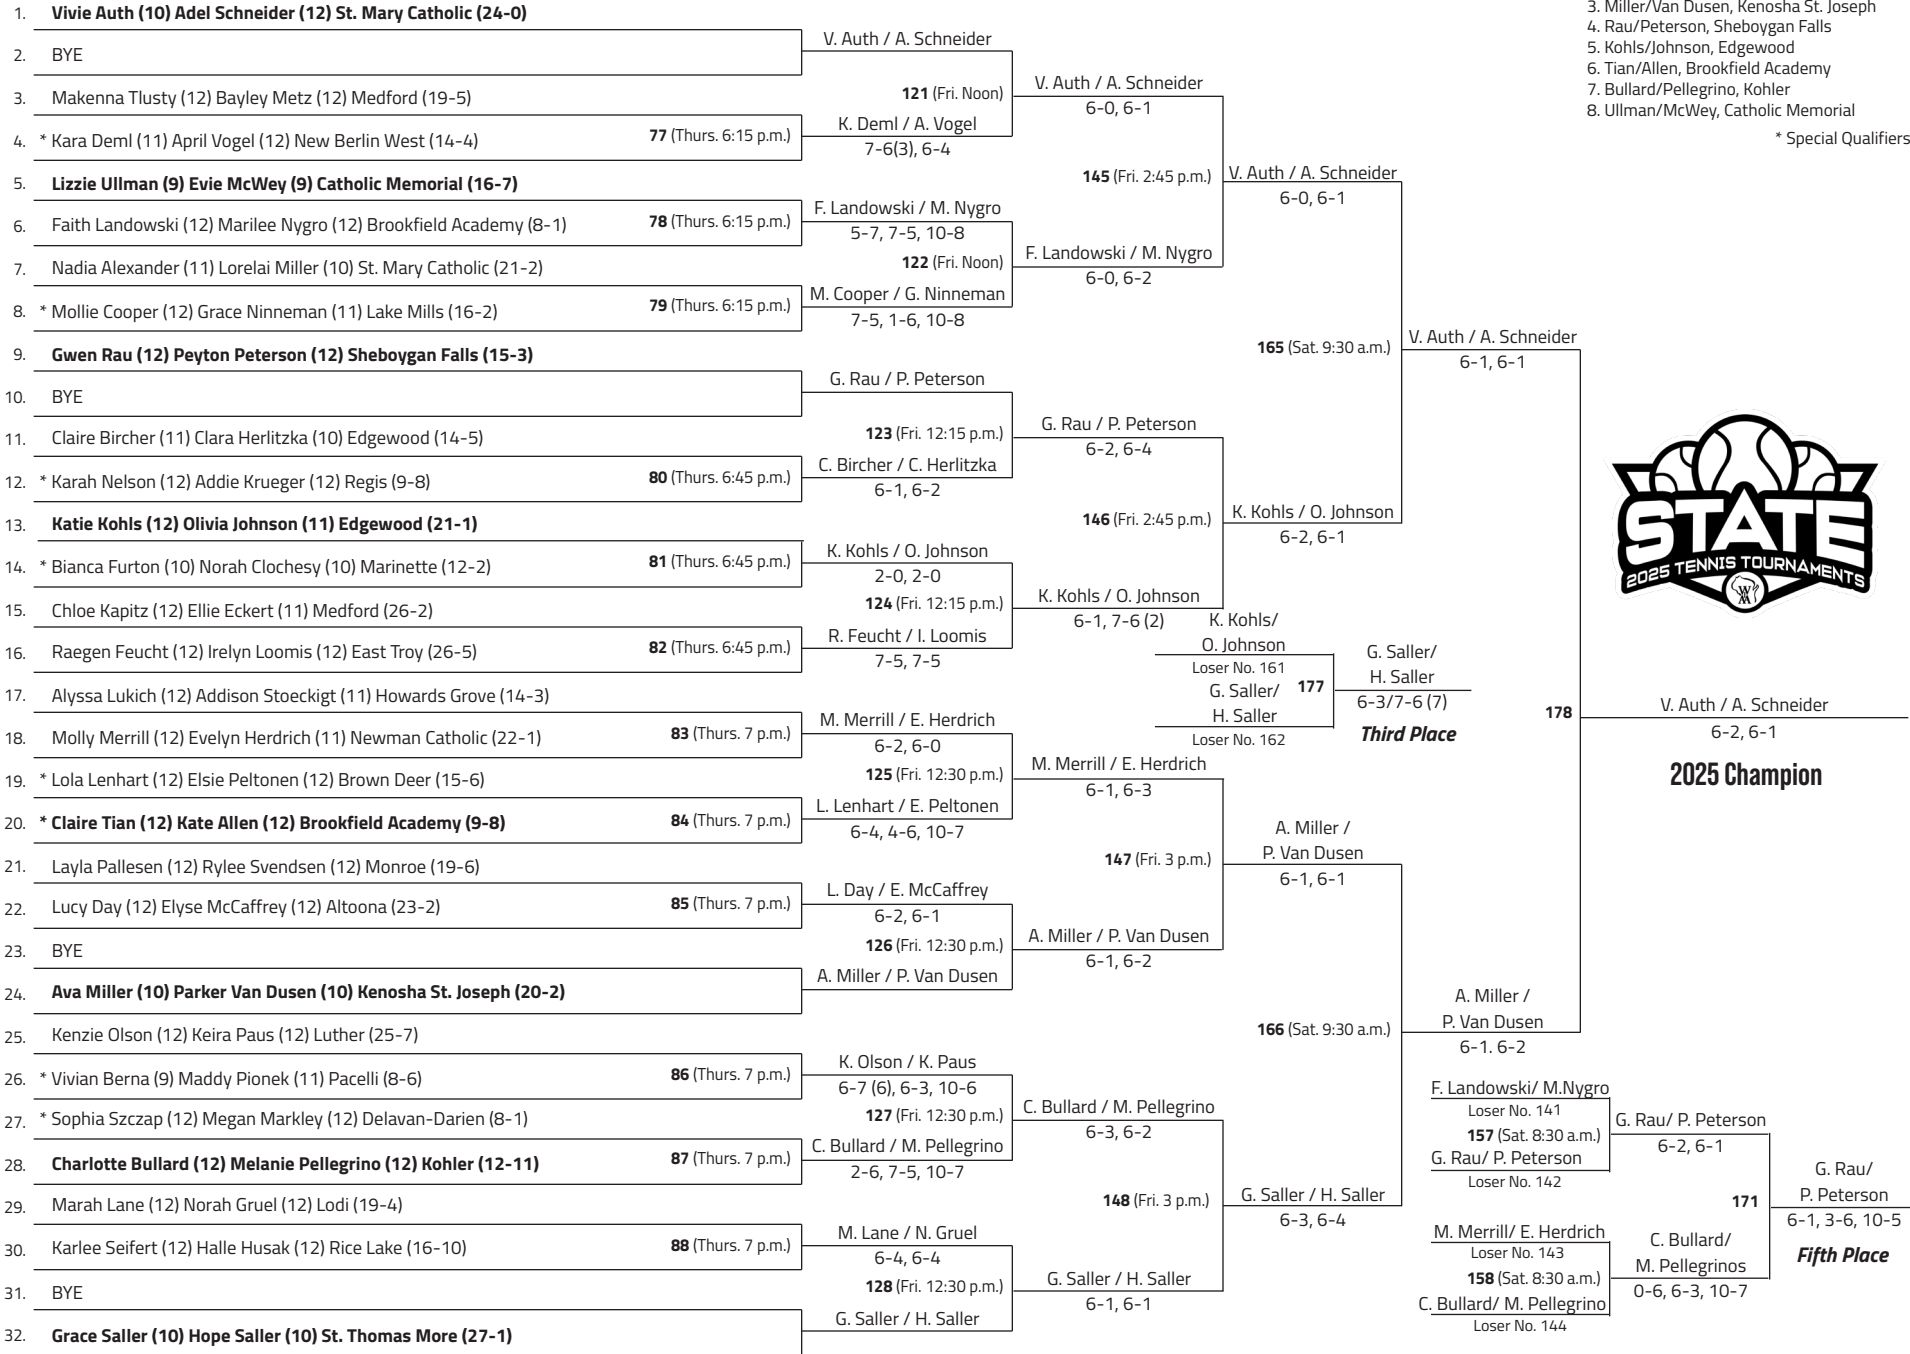 1. Vivie Auth (10) Adel Schneider (12) St. Mary Catholic (24-0)
2. BYE
3. Makenna Tlusty (12) Bayley Metz (12) Medford (19-5)
4. * Kara Deml (11) April Vogel (12) New Berlin West (14-4)
5. Lizzie Ullman (9) Evie McWey (9) Catholic Memorial (16-7)
6. Faith Landowski (12) Marilee Nygro (12) Brookfield Academy (8-1)
7. Nadia Alexander (11) Lorelai Miller (10) St. Mary Catholic (21-2)
8. * Mollie Cooper (12) Grace Ninneman (11) Lake Mills (16-2)
9. Gwen Rau (12) Peyton Peterson (12) Sheboygan Falls (15-3)
10. BYE
11. Claire Bircher (11) Clara Herlitzka (10) Edgewood (14-5)
12. * Karah Nelson (12) Addie Krueger (12) Regis (9-8)
13. Katie Kohls (12) Olivia Johnson (11) Edgewood (21-1)
14. * Bianca Furton (10) Norah Clochesy (10) Marinette (12-2)
15. Chloe Kapitz (12) Ellie Eckert (11) Medford (26-2)
16. Raegen Feucht (12) Irelyn Loomis (12) East Troy (26-5)
17. Alyssa Lukich (12) Addison Stoeckigt (11) Howards Grove (14-3)
18. Molly Merrill (12) Evelyn Herdrich (11) Newman Catholic (22-1)
19. * Lola Lenhart (12) Elsie Peltonen (12) Brown Deer (15-6)
20. * Claire Tian (12) Kate Allen (12) Brookfield Academy (9-8)
21. Layla Pallesen (12) Rylee Svendsen (12) Monroe (19-6)
22. Lucy Day (12) Elyse McCaffrey (12) Altoona (23-2)
23. BYE
24. Ava Miller (10) Parker Van Dusen (10) Kenosha St. Joseph (20-2)
25. Kenzie Olson (12) Keira Paus (12) Luther (25-7)
26. * Vivian Berna (9) Maddy Pionek (11) Pacelli (8-6)
27. * Sophia Szczap (12) Megan Markley (12) Delavan-Darien (8-1)
28. Charlotte Bullard (12) Melanie Pellegrino (12) Kohler (12-11)
29. Marah Lane (12) Norah Gruel (12) Lodi (19-4)
30. Karlee Seifert (12) Halle Husak (12) Rice Lake (16-10)
31. BYE
32. Grace Saller (10) Hope Saller (10) St. Thomas More (27-1)
77 (Thurs. 6:15 p.m.)
78 (Thurs. 6:15 p.m.)
79 (Thurs. 6:15 p.m.)
80 (Thurs. 6:45 p.m.)
81 (Thurs. 6:45 p.m.)
82 (Thurs. 6:45 p.m.)
83 (Thurs. 7 p.m.)
84 (Thurs. 7 p.m.)
85 (Thurs. 7 p.m.)
86 (Thurs. 7 p.m.)
87 (Thurs. 7 p.m.)
88 (Thurs. 7 p.m.)
V. Auth / A. Schneider
121 (Fri. Noon)
K. Deml / A. Vogel
7-6(3), 6-4
F. Landowski / M. Nygro
5-7, 7-5, 10-8
122 (Fri. Noon)
M. Cooper / G. Ninneman
7-5, 1-6, 10-8
G. Rau / P. Peterson
123 (Fri. 12:15 p.m.)
C. Bircher / C. Herlitzka
6-1, 6-2
K. Kohls / O. Johnson
2-0, 2-0
124 (Fri. 12:15 p.m.)
R. Feucht / I. Loomis
7-5, 7-5
M. Merrill / E. Herdrich
6-2, 6-0
125 (Fri. 12:30 p.m.)
L. Lenhart / E. Peltonen
6-4, 4-6, 10-7
L. Day / E. McCaffrey
6-2, 6-1
126 (Fri. 12:30 p.m.)
A. Miller / P. Van Dusen
K. Olson / K. Paus
6-7 (6), 6-3, 10-6
127 (Fri. 12:30 p.m.)
C. Bullard / M. Pellegrino
2-6, 7-5, 10-7
M. Lane / N. Gruel
6-4, 6-4
128 (Fri. 12:30 p.m.)
G. Saller / H. Saller
V. Auth / A. Schneider
6-0, 6-1
145 (Fri. 2:45 p.m.)
F. Landowski / M. Nygro
6-0, 6-2
G. Rau / P. Peterson
6-2, 6-4
146 (Fri. 2:45 p.m.)
K. Kohls / O. Johnson
6-1, 7-6 (2)
M. Merrill / E. Herdrich
6-1, 6-3
147 (Fri. 3 p.m.)
A. Miller / P. Van Dusen
6-1, 6-2
C. Bullard / M. Pellegrino
6-3, 6-2
148 (Fri. 3 p.m.)
G. Saller / H. Saller
6-1, 6-1
V. Auth / A. Schneider
6-0, 6-1
165 (Sat. 9:30 a.m.)
K. Kohls / O. Johnson
6-2, 6-1
A. Miller /
P. Van Dusen
6-1, 6-1
166 (Sat. 9:30 a.m.)
G. Saller / H. Saller
6-3, 6-4
V. Auth / A. Schneider
6-1, 6-1
178
A. Miller /
P. Van Dusen
6-1. 6-2
V. Auth / A. Schneider
6-2, 6-1
2025 Champion
K. Kohls/
O. Johnson
Loser No. 161
G. Saller/
H. Saller
Loser No. 162
177
G. Saller/
H. Saller
6-3/7-6 (7)
Third Place
F. Landowski/ M.Nygro
Loser No. 141
157 (Sat. 8:30 a.m.)
G. Rau/ P. Peterson
Loser No. 142
G. Rau/ P. Peterson
6-2, 6-1
M. Merrill/ E. Herdrich
Loser No. 143
158 (Sat. 8:30 a.m.)
C. Bullard/ M. Pellegrino
Loser No. 144
171
C. Bullard/
M. Pellegrinos
0-6, 6-3, 10-7
G. Rau/
P. Peterson
6-1, 3-6, 10-5
Fifth Place
3. Miller/Van Dusen, Kenosha St. Joseph
4. Rau/Peterson, Sheboygan Falls
5. Kohls/Johnson, Edgewood
6. Tian/Allen, Brookfield Academy
7. Bullard/Pellegrino, Kohler
8. Ullman/McWey, Catholic Memorial
* Special Qualifiers
STATE
2025 TENNIS TOURNAMENTS